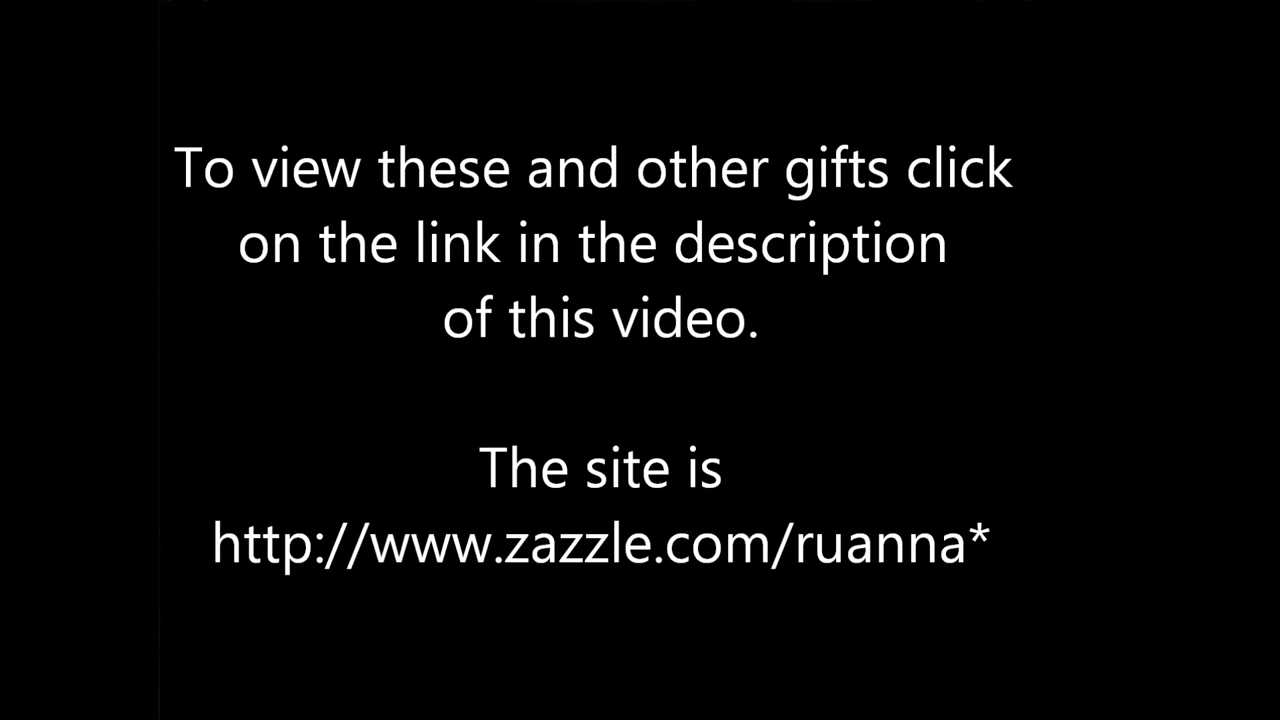 To view these and other gifts click
on the link in the description
of this video.
The site is
http://www.zazzle.com/ruanna*